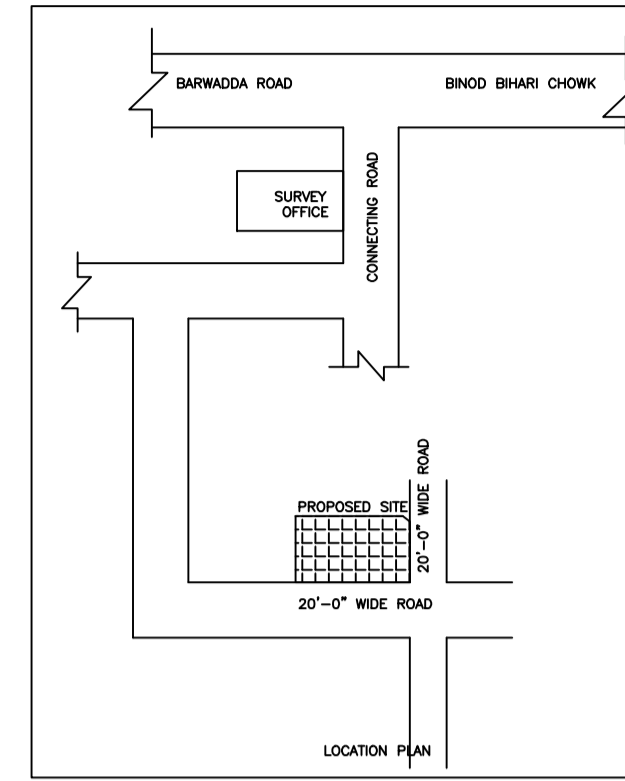 BARWADDA ROAD
BINOD BIHARI CHOWK
SURVEY
OFFICE
CONNECTING ROAD
PROPOSED SITE
20'-0" WIDE ROAD
20'-0" WIDE ROAD
LOCATION PLAN